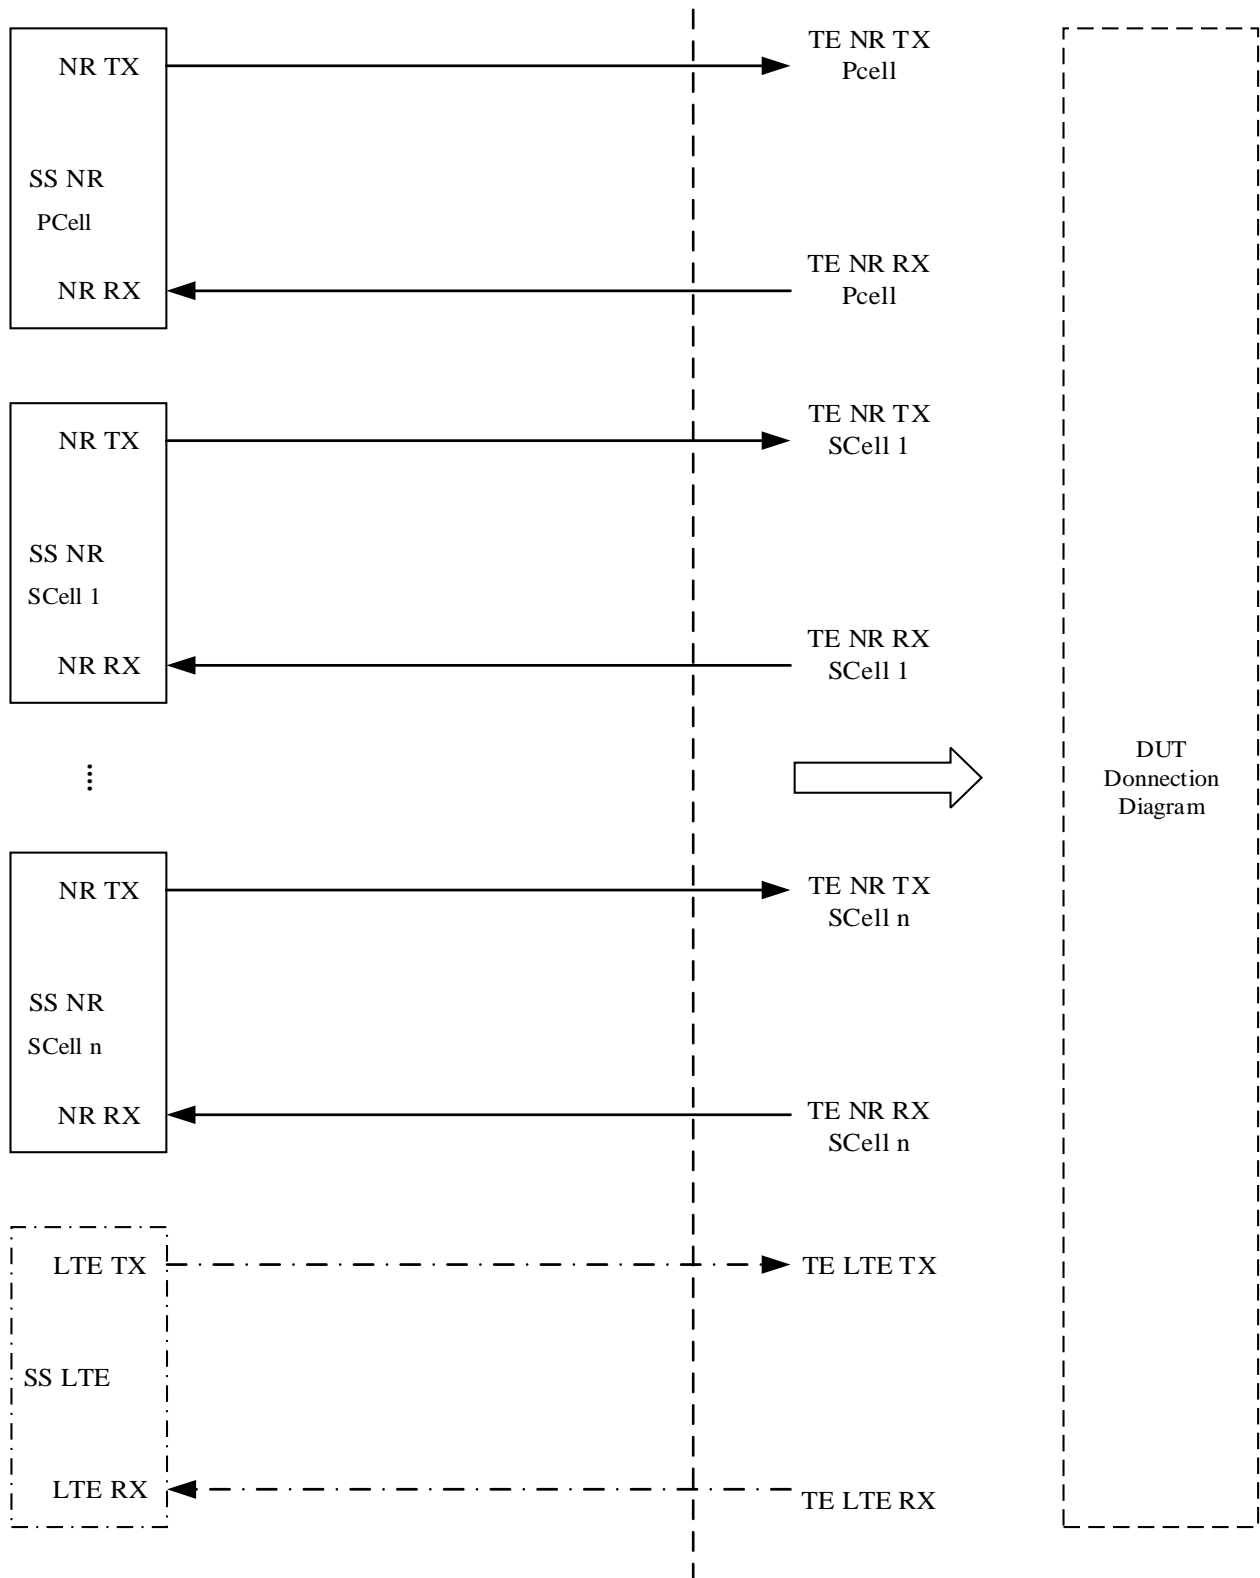 NR TX
SS NR
PCell
NR RX
TE NR TX
Pcell
TE NR RX
Pcell
NR TX
SS NR
SCell 1
NR RX
TE NR TX
SCell 1
TE NR RX
SCell 1
DUT
Donnection
Diagram
NR TX
SS NR
SCell n
NR RX
TE NR TX
SCell n
TE NR RX
SCell n
LTE TX
SS LTE
LTE RX
TE LTE TX
TE LTE RX